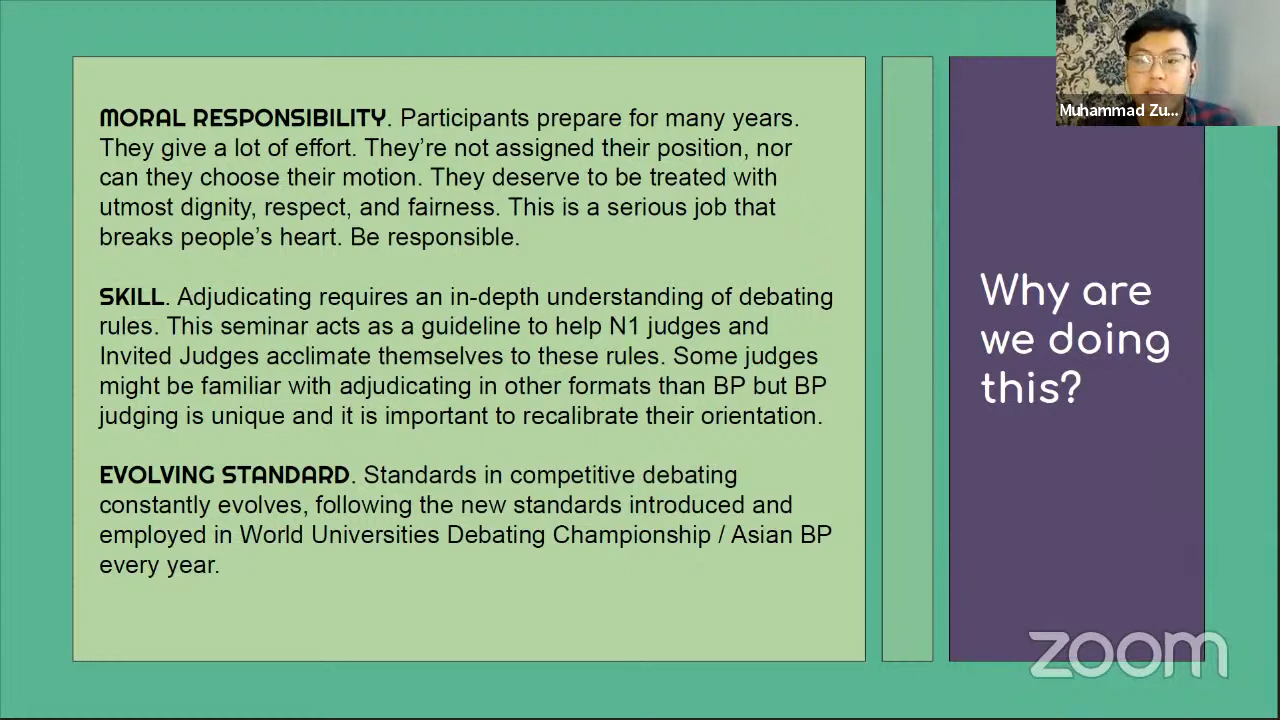 MORAL RESPONSIBILITY. Participants prepare for many years.
They give a lot of effort. They’re not assigned their position, nor
can they choose their motion. They deserve to be treated with
utmost dignity, respect, and fairness. This is a serious job that
breaks people’s heart. Be responsible.
SKILL. Adjudicating requires an in-depth understanding of debating
rules. This seminar acts as a guideline to help N1 judges and
Invited Judges acclimate themselves to these rules. Some judges
might be familiar with adjudicating in other formats than BP but BP
judging is unique and it is important to recalibrate their orientation.
EVOLVING STANDARD. Standards in competitive debating
constantly evolves, following the new standards introduced and
employed in World Universities Debating Championship / Asian BP
every year.
Why are
we doing
this?
Muhammad Zu...
zoom